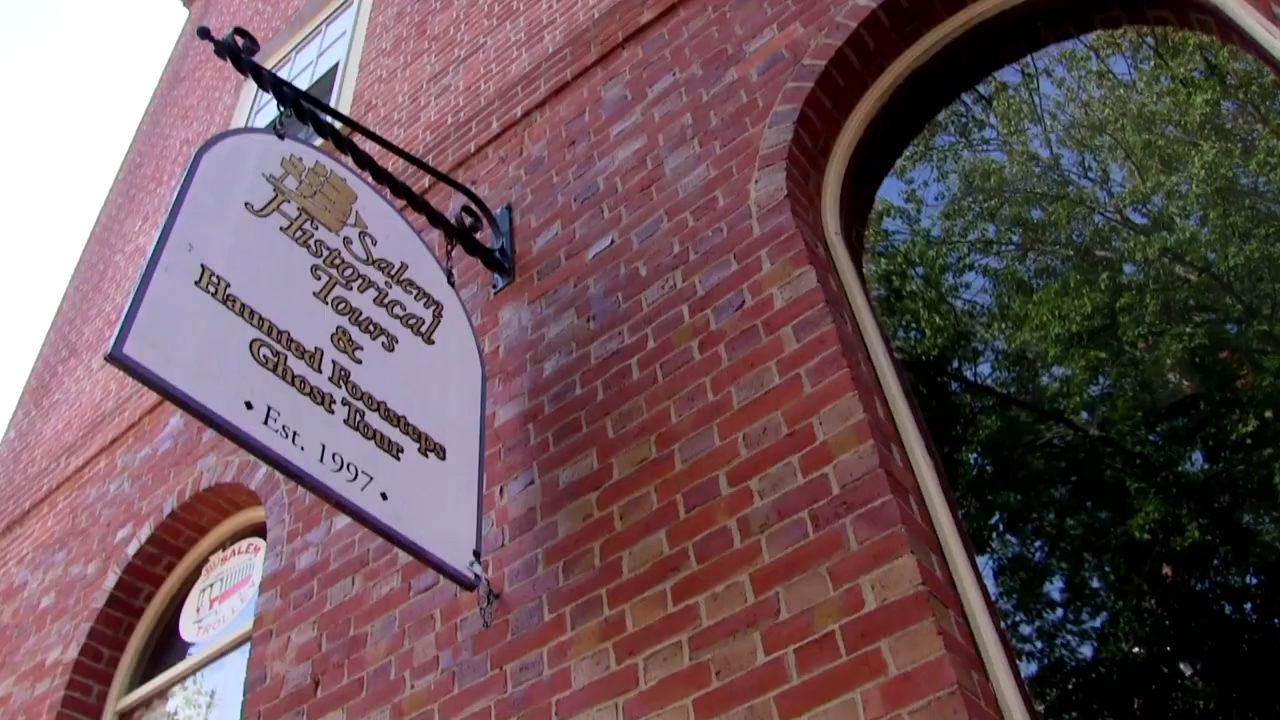 Salem
Historical
Tours
&
Haunted Footsteps
Ghost Tour
Est. 1997
SALEM
TROLLEY